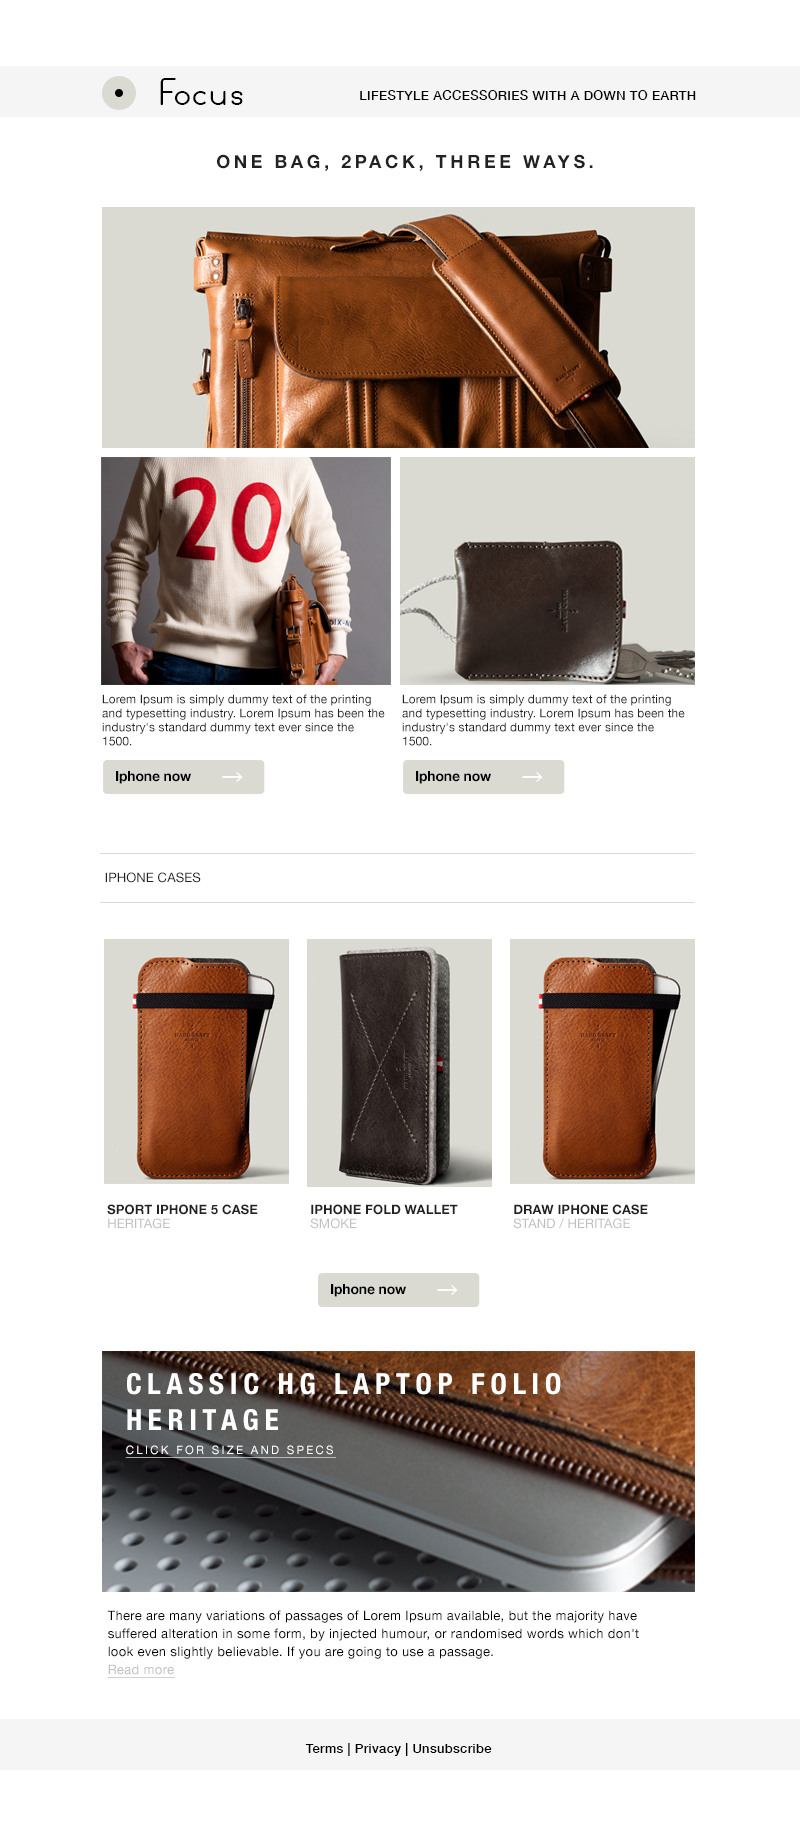 Focus
LIFESTYLE ACCESSORIES WITH A DOWN TO EARTH
ONE BAG, 2PACK, THREE WAYS.
20
Lorem Ipsum is simply dummy text of the printing
and typesetting industry. Lorem Ipsum has been the
industry's standard dummy text ever since the
1500.
Iphone now
Lorem Ipsum is simply dummy text of the printing
and typesetting industry. Lorem Ipsum has been the
industry's standard dummy text ever since the
1500.
Iphone now
IPHONE CASES
HARDGRAFT
HARDGRAFT
SPORT IPHONE 5 CASE
HERITAGE
IPHONE FOLD WALLET
SMOKE
DRAW IPHONE CASE
STAND / HERITAGE
Iphone now
CLASSIC HG LAPTOP FOLIO
HERITAGE
CLICK FOR SIZE AND SPECS
There are many variations of passages of Lorem Ipsum available, but the majority have
suffered alteration in some form, by injected humour, or randomised words which don't
look even slightly believable. If you are going to use a passage.
Read more
Terms | Privacy | Unsubscribe